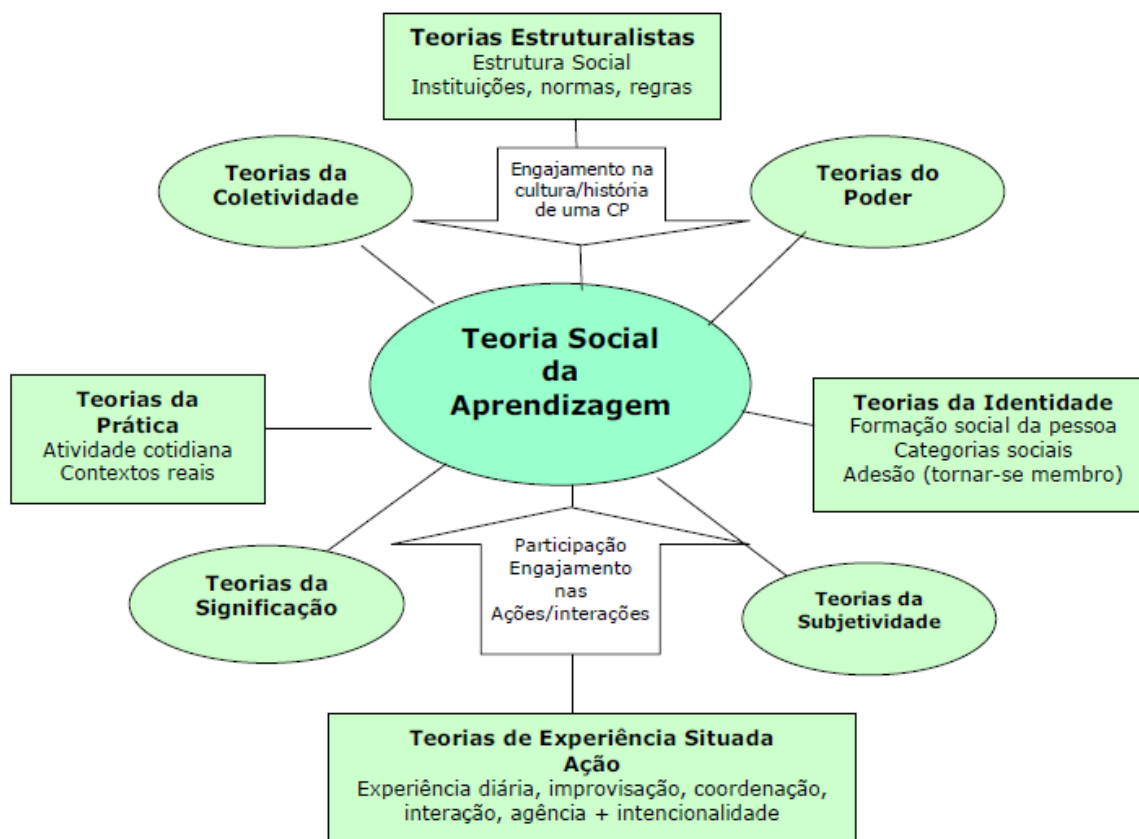 Teorias Estruturalistas
Estrutura Social
Instituições, normas, regras
Teorias da
Coletividade
Engajamento na
cultura/história
de uma CP
Teorias do
Poder
Teoria Social
da
Aprendizagem
Teorias da
Prática
Atividade cotidiana
Contextos reais
Teorias da Identidade
Formação social da pessoa
Categorias sociais
Adesão (tornar-se membro)
Teorias da
Significação
Participação
Engajamento
nas
Ações/interações
Teorias da
Subjetividade
Teorias de Experiência Situada
Ação
Experiência diária, improvisação, coordenação,
interação, agência + intencionalidade